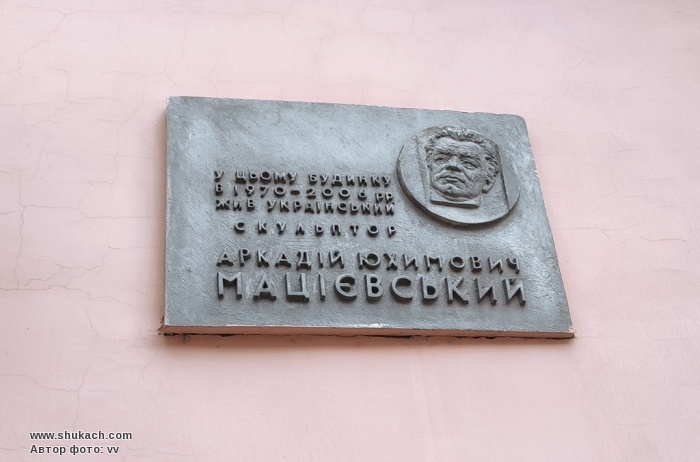 У ЦЬОМУ БУДИНКУ
В 1970-2006 РР.
ЖИВ УКРАЇНСЬКИЙ
СКУЛЬПТОР
АРКАДІЙ ЮХИМОВИЧ
МАЦІЄВСЬКИЙ
www.shukach.com
Автор фото: vv